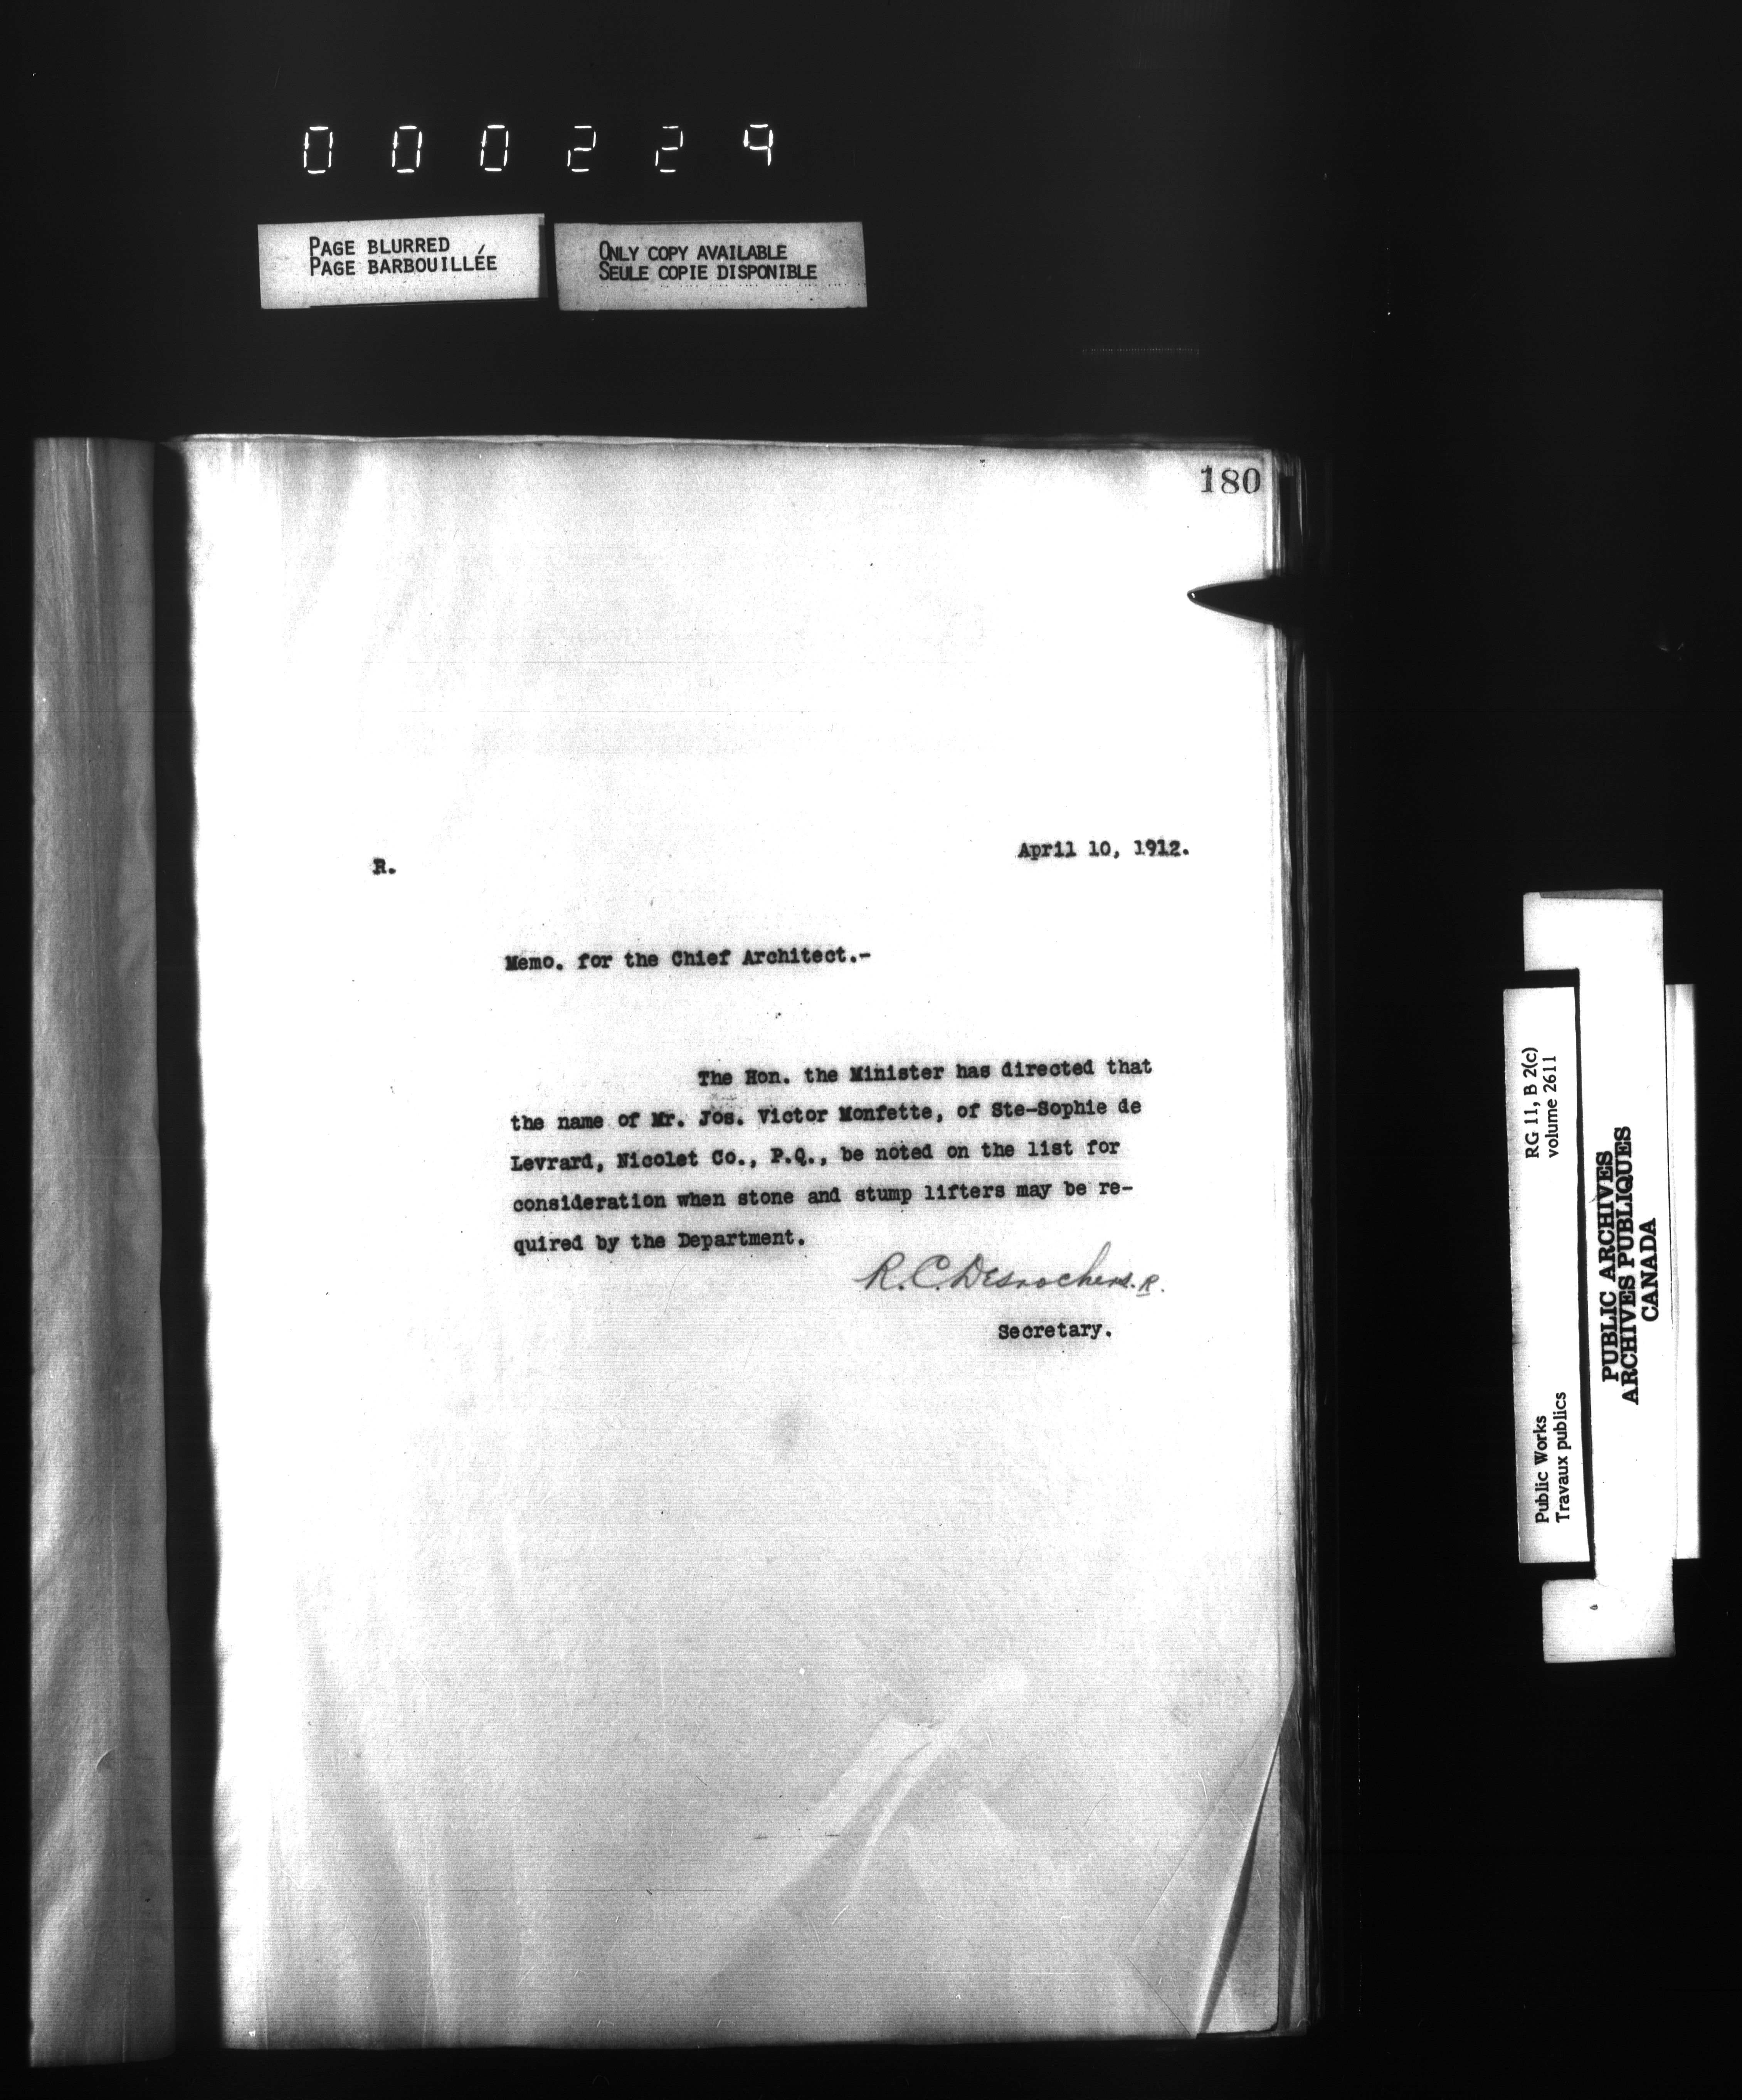 000229
PAGE BLURRED
PAGE BARBOUILLÉE
ONLY COPY AVAILABLE
SEULE COPIE DISPONIBLE
180
April 10, 1912.
R.
Memo. for the Chief Architect.-
The Hon. the Minister has directed that
the name of Mr. Jos. Victor Monfette, of Ste-Sophie de
Levrard, Nicolet Co., P.Q., be noted on the list for
consideration when stone and stump lifters may be re-
quired by the Department.
R.C. Desrochers. R.
Secretary.
Public Works
Travaux publics
RG 11, B 2(c)
volume 2611
PUBLIC ARCHIVES
ARCHIVES PUBLIQUES
CANADA